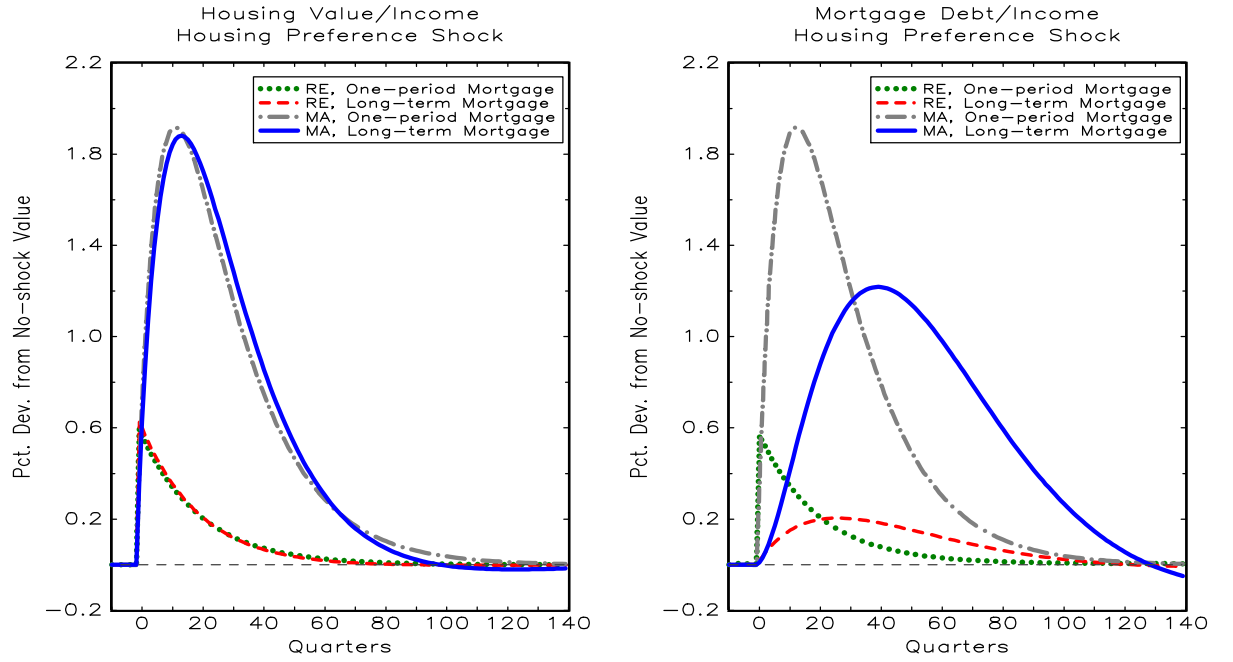 Housing Value/Income
Housing Preference Shock
2.2
1.8
1.4
1.0
0.6
0.2
−0.2
Pct. Dev. from No−shock Value
RE, One−period Mortgage
RE, Long−term Mortgage
MA, One−period Mortgage
MA, Long−term Mortgage
0 20 40 60 80 100 120 140
Quarters
Mortgage Debt/Income
Housing Preference Shock
2.2
1.8
1.4
1.0
0.6
0.2
−0.2
Pct. Dev. from No−shock Value
RE, One−period Mortgage
RE, Long−term Mortgage
MA, One−period Mortgage
MA, Long−term Mortgage
0 20 40 60 80 100 120 140
Quarters